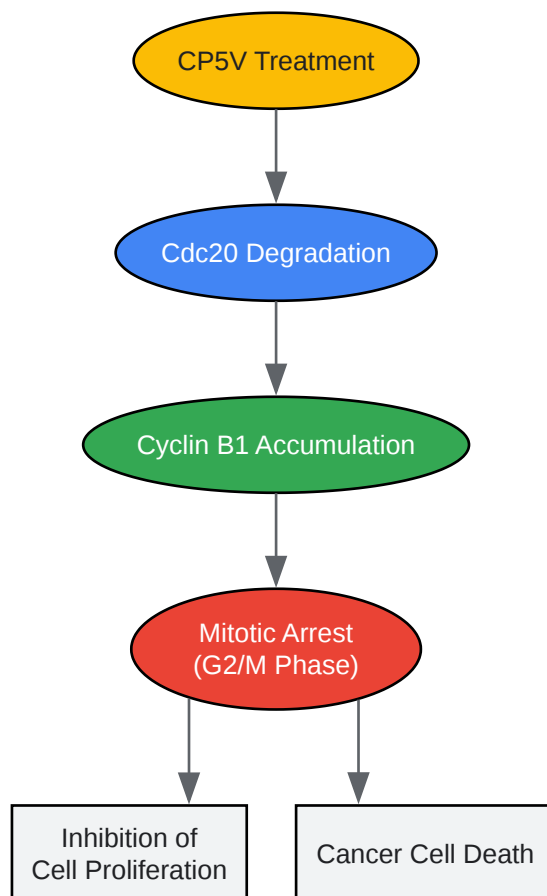 CP5V Treatment
Cdc20 Degradation
Cyclin B1 Accumulation
Mitotic Arrest
(G2/M Phase)
Inhibition of
Cell Proliferation
Cancer Cell Death